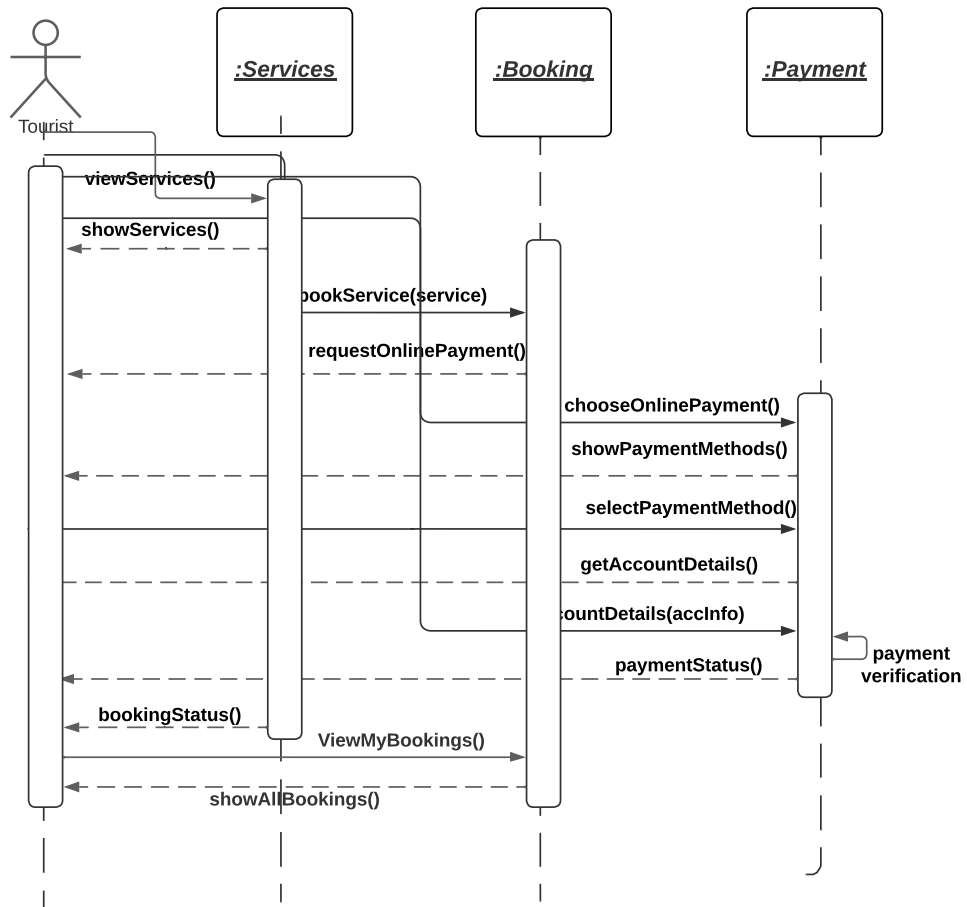 :Services
:Booking
:Payment
Tourist
viewServices()
showServices()
bookService(service)
requestOnlinePayment()
chooseOnlinePayment()
showPaymentMethods()
selectPaymentMethod()
getAccountDetails()
countDetails(accInfo)
payment
verification
paymentStatus()
bookingStatus()
ViewMyBookings()
showAllBookings()